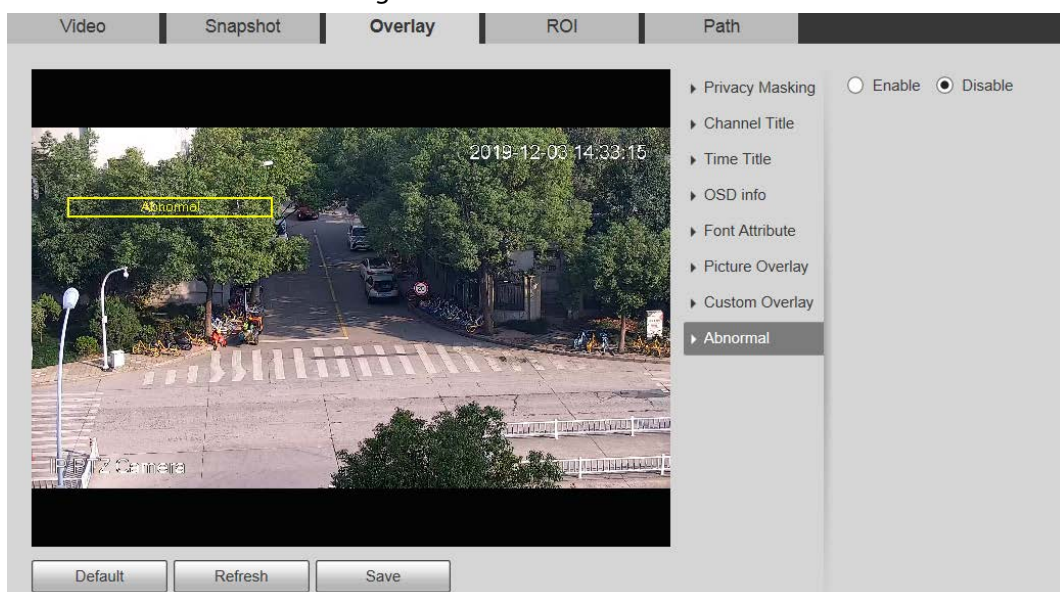 Video Snapshot Overlay ROI Path
2019-12-03 14:33:15
Abnormal
IP PTZ Camera
Privacy Masking
Channel Title
Time Title
OSD info
Font Attribute
Picture Overlay
Custom Overlay
Abnormal
Enable Disable
Default Refresh Save